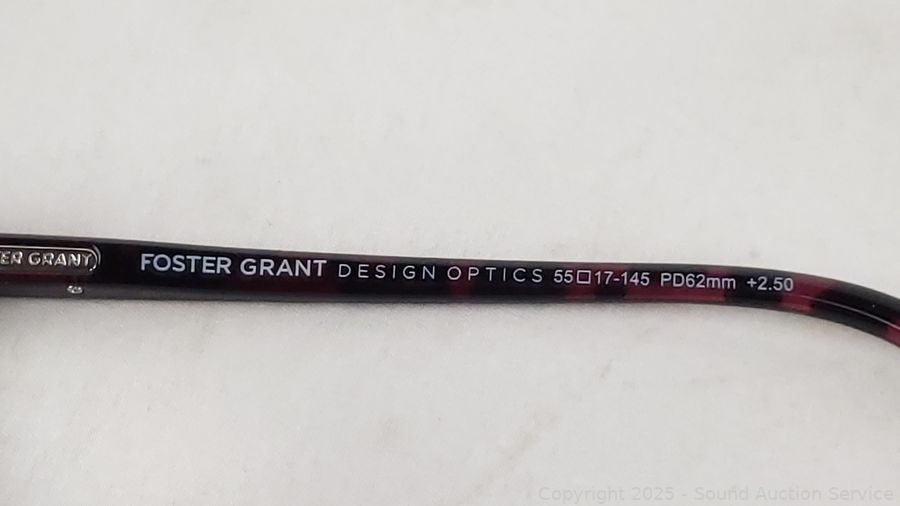 ER GRANT
FOSTER GRANT DESIGN OPTICS 55□17-145 PD62mm +2.50
Copyright 2025 - Sound Auction Service